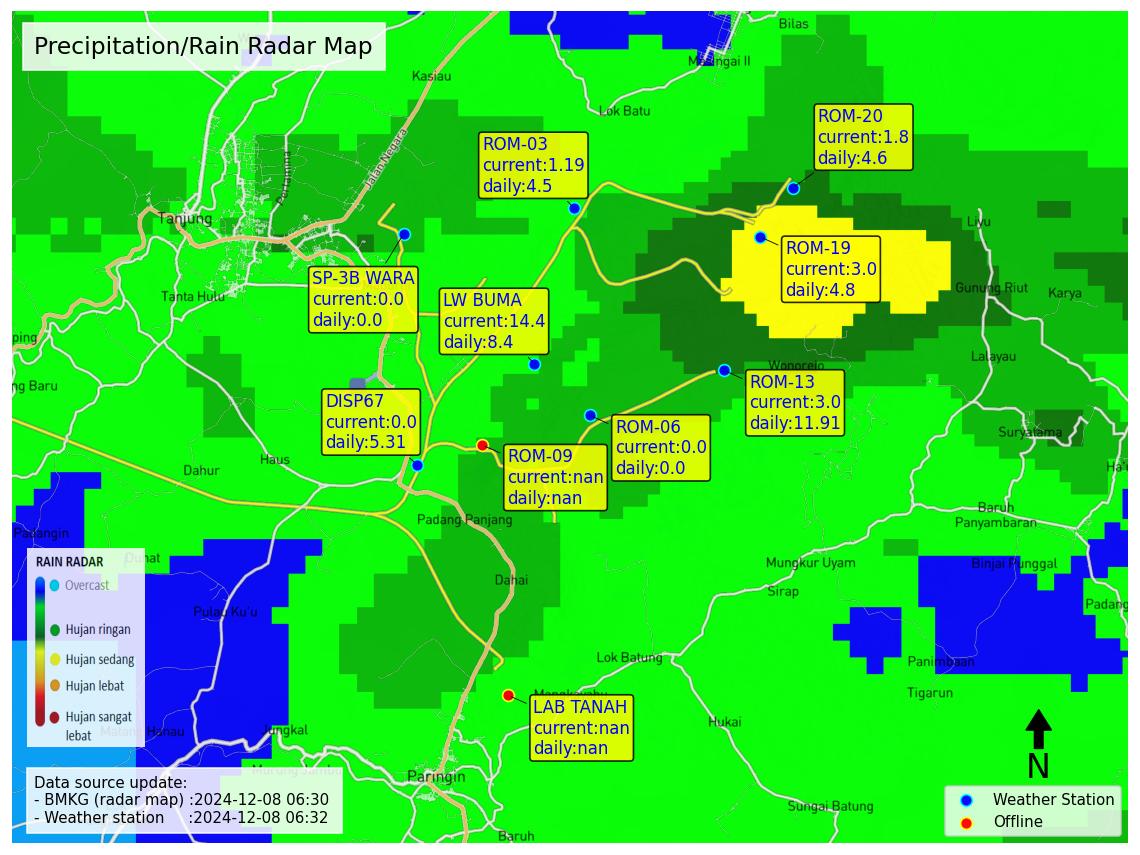 Precipitation/Rain Radar Map
Bilas
Masingai II
Kasiau
Lok Batu
ROM-20
current:1.8
daily:4.6
ROM-03
current:1.19
daily:4.5
Jalan Negara
Pertamina
Tanjung
Liyu
ROM-19
current:3.0
daily:4.8
SP-3B WARA
current:0.0
daily:0.0
Tanta Hulu
LW BUMA
current:14.4
daily:8.4
Gunung Riut
Karya
ping
Lalayau
Wonorejo
ng Baru
ROM-13
current:3.0
daily:11.91
DISP67
current:0.0
daily:5.31
ROM-06
current:0.0
daily:0.0
Suryatama
ROM-09
current:nan
daily:nan
Haus
Dahur
Ha'u
Baruh
Panyambaran
Padang Panjang
Padangin
Duhat
Mungkur Uyam
Binjai Punggal
RAIN RADAR
Overcast
Hujan ringan
Hujan sedang
Hujan lebat
Hujan sangat
lebat
Dahai
Sirap
Pulau Ku'u
Padang
Lok Batung
Panimbaan
Tigarun
LAB TANAH
current:nan
daily:nan
Hukai
Hanau
Jungkal
N
Paringin
Data source update:
- BMKG (radar map) :2024-12-08 06:30
- Weather station :2024-12-08 06:32
Sungai Batung
Baruh
Weather Station
Offline